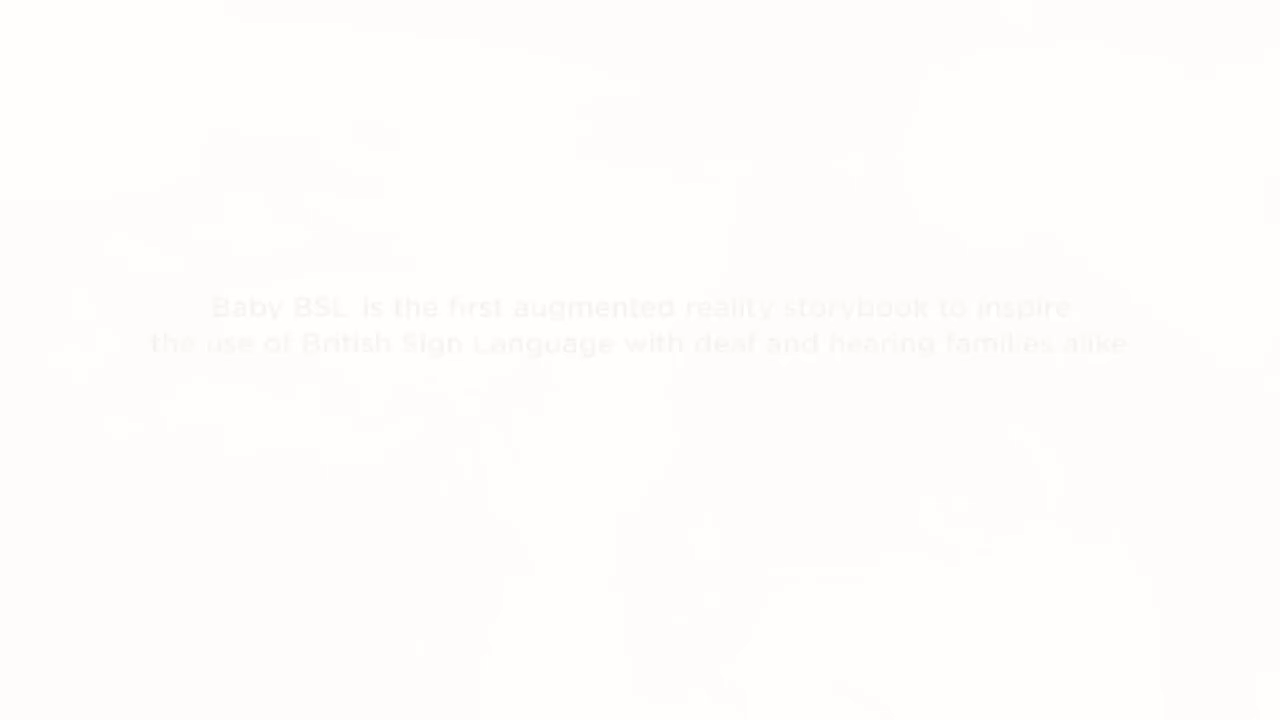 Baby BSL is the first augmented reality storybook to inspire
the use of British Sign Language with deaf and hearing families alike